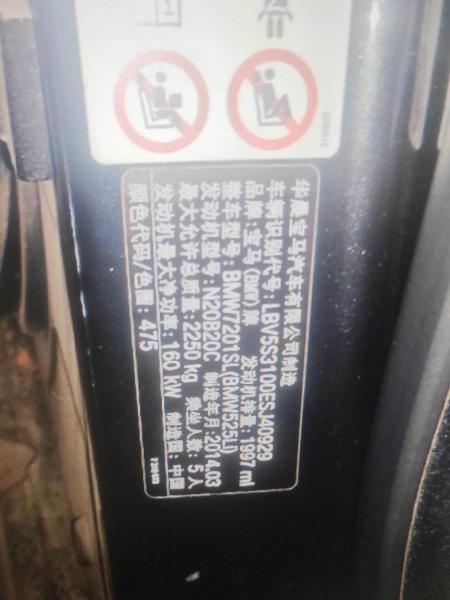 华晨宝马汽车有限公司制造
车辆识别代号: LBV5S3100ESJ40929
品牌: 宝马(BMW)牌 发动机排量: 1997 ml
整车型号: BMW7201SL(BMW525Li)
发动机型号: N20B20C 制造年月: 2014.03
最大允许总质量: 2250 kg 乘坐人数: 5人
发动机最大净功率: 160 kW 制造国: 中国
颜色代码/色图: 475